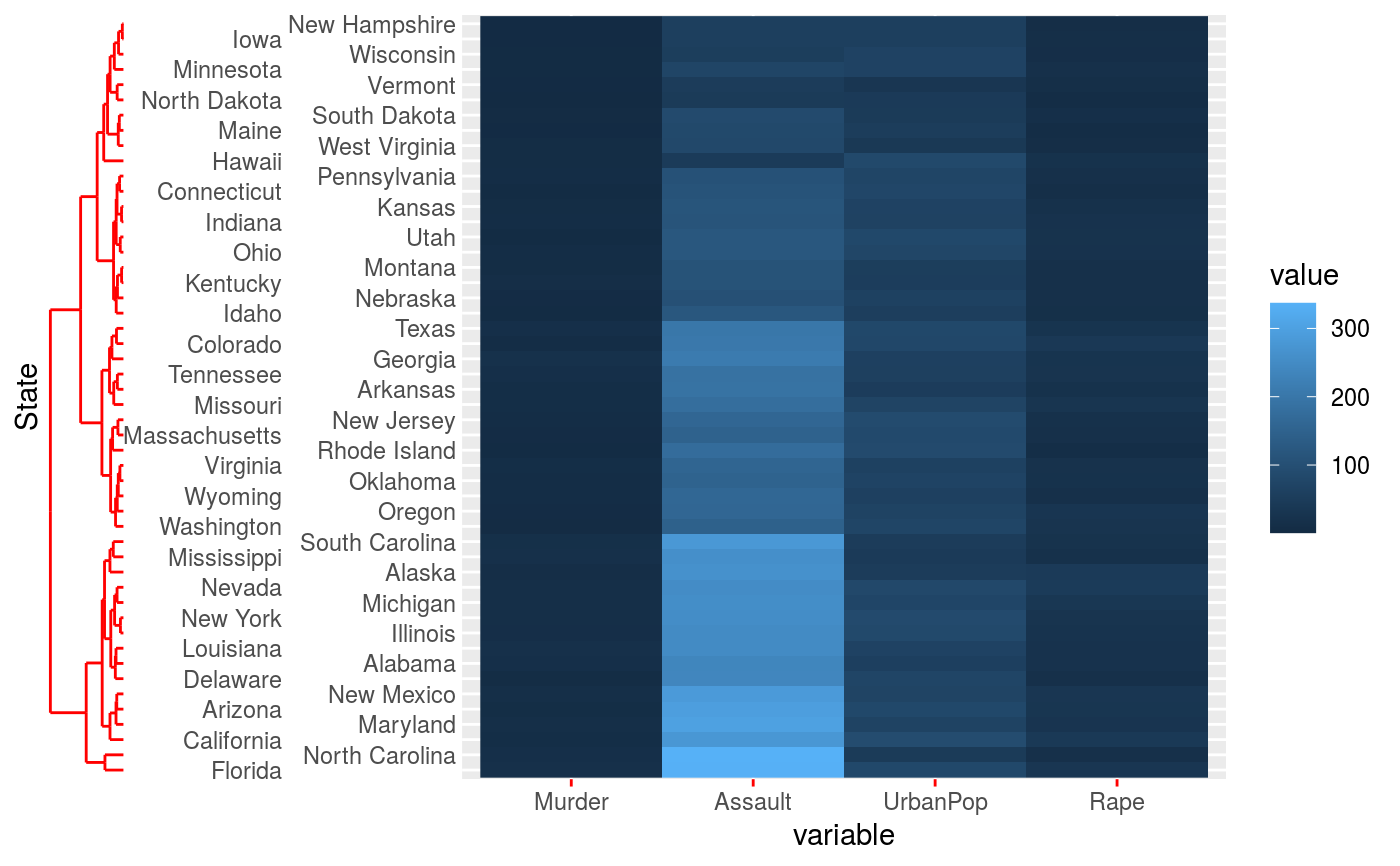 New Hampshire
Iowa
Wisconsin
Minnesota
Vermont
North Dakota
South Dakota
Maine
West Virginia
Hawaii
Pennsylvania
Connecticut
Kansas
Indiana
Utah
Ohio
Montana
Kentucky
Nebraska
Idaho
Texas
Colorado
Georgia
Tennessee
Arkansas
Missouri
New Jersey
Massachusetts
Rhode Island
Virginia
Oklahoma
Wyoming
Oregon
Washington
South Carolina
Mississippi
Alaska
Nevada
Michigan
New York
Illinois
Louisiana
Alabama
Delaware
New Mexico
Arizona
Maryland
California
North Carolina
Florida
State
Murder Assault UrbanPop Rape
variable
value
300
200
100